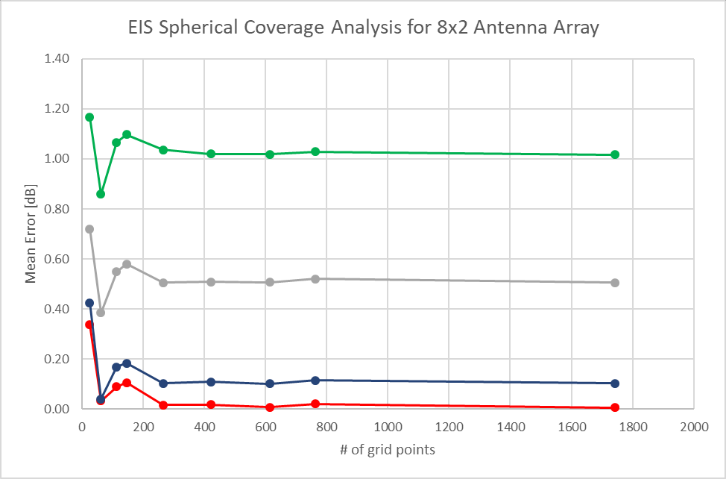 EIS Spherical Coverage Analysis for 8x2 Antenna Array
1.40
1.20
1.00
0.80
0.60
0.40
0.20
0.00
Mean Error [dB]
0 200 400 600 800 1000 1200 1400 1600 1800 2000
# of grid points